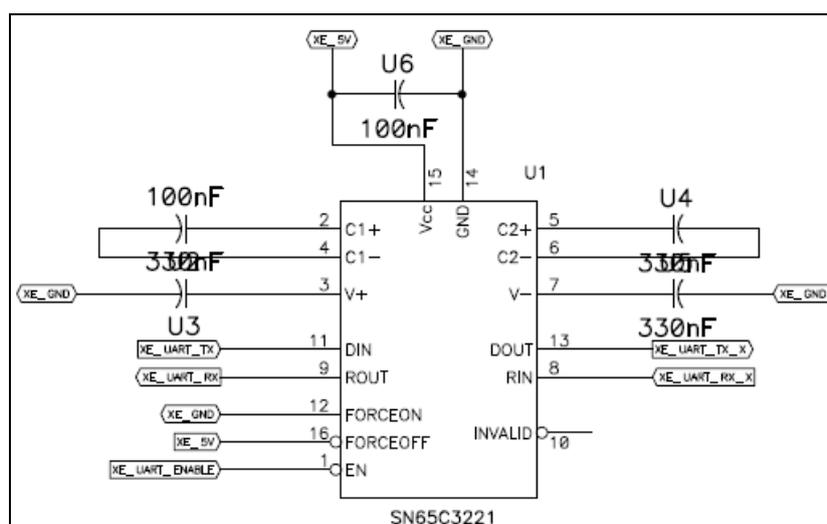 XE_5V XE_GND
U6
100nF
15 14 U1
Vcc GND
100nF U4
2 C1+ C2+ 5
4 C1- C2- 6
330nF 330nF
XE_GND 3 V+ V- 7 XE_GND
U3 330nF
XE_UART_TX 11 DIN DOUT 13 XE_UART_TX_X
XE_UART_RX 9 ROUT RIN 8 XE_UART_RX_X
XE_GND 12 FORCEON
XE_5V 16 FORCEOFF INVALID 10
XE_UART_ENABLE 1 EN
SN65C3221